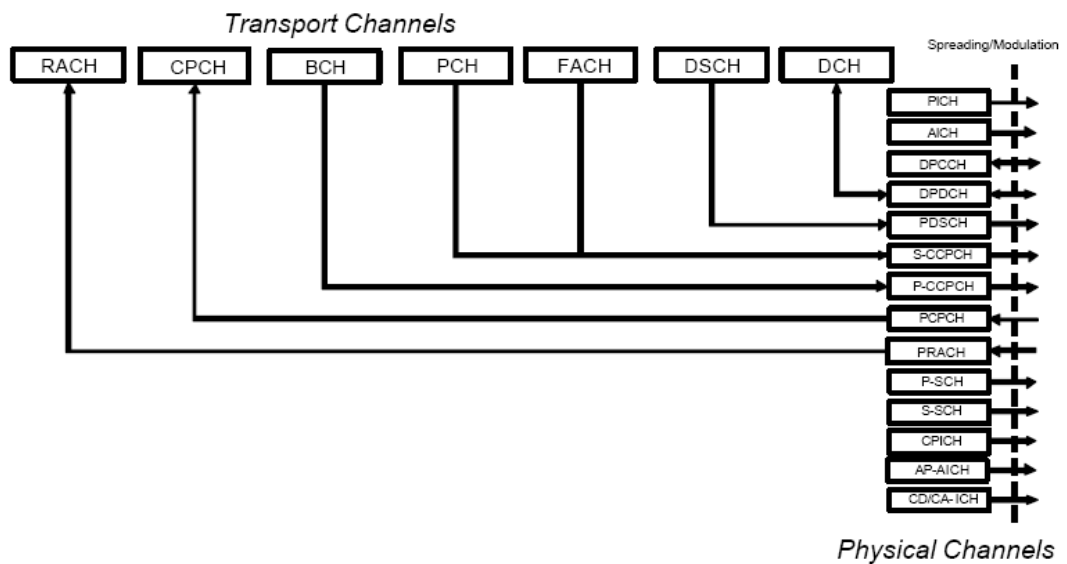 Transport Channels
Spreading/Modulation
RACH
CPCH
BCH
PCH
FACH
DSCH
DCH
PICH
AICH
DPCCH
DPDCH
PDSCH
S-CCPCH
P-CCPCH
PCPCH
PRACH
P-SCH
S-SCH
CPICH
AP-AICH
CD/CA-ICH
Physical Channels